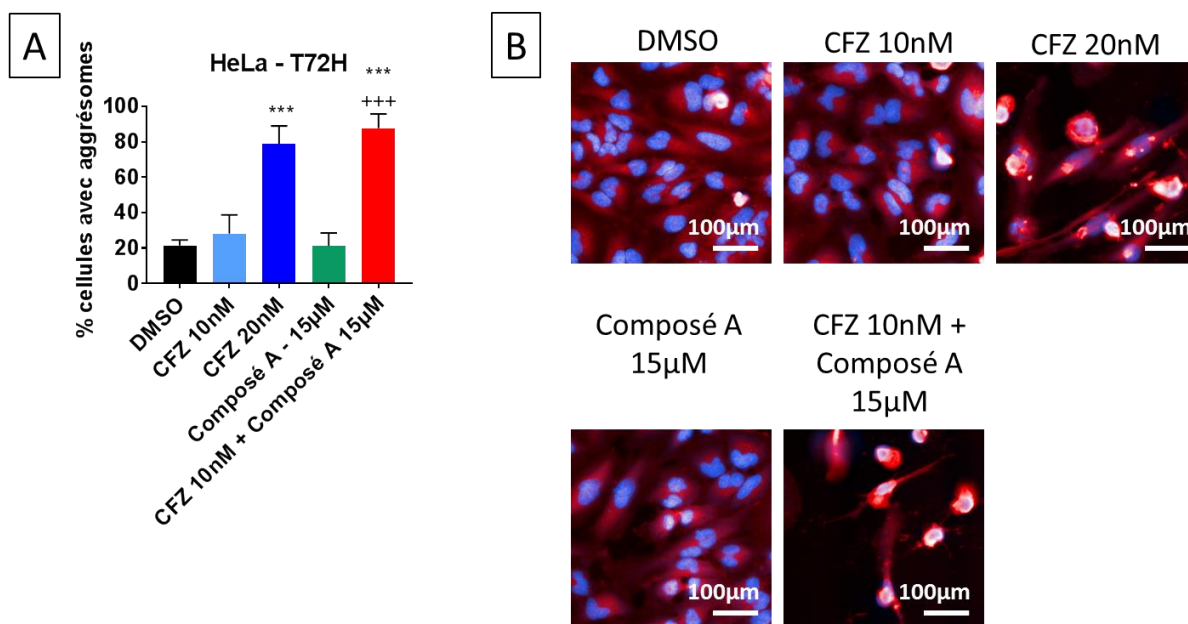 A
HeLa - T72H
% cellules avec aggrésomes
100
80
60
40
20
0
***
***
+++
DMSO
CFZ 10nM
CFZ 20nM
Composé A - 15µM
CFZ 10nM + Composé A 15µM
B
DMSO
CFZ 10nM
CFZ 20nM
100µm
100µm
100µm
Composé A
15µM
CFZ 10nM +
Composé A
15µM
100µm
100µm